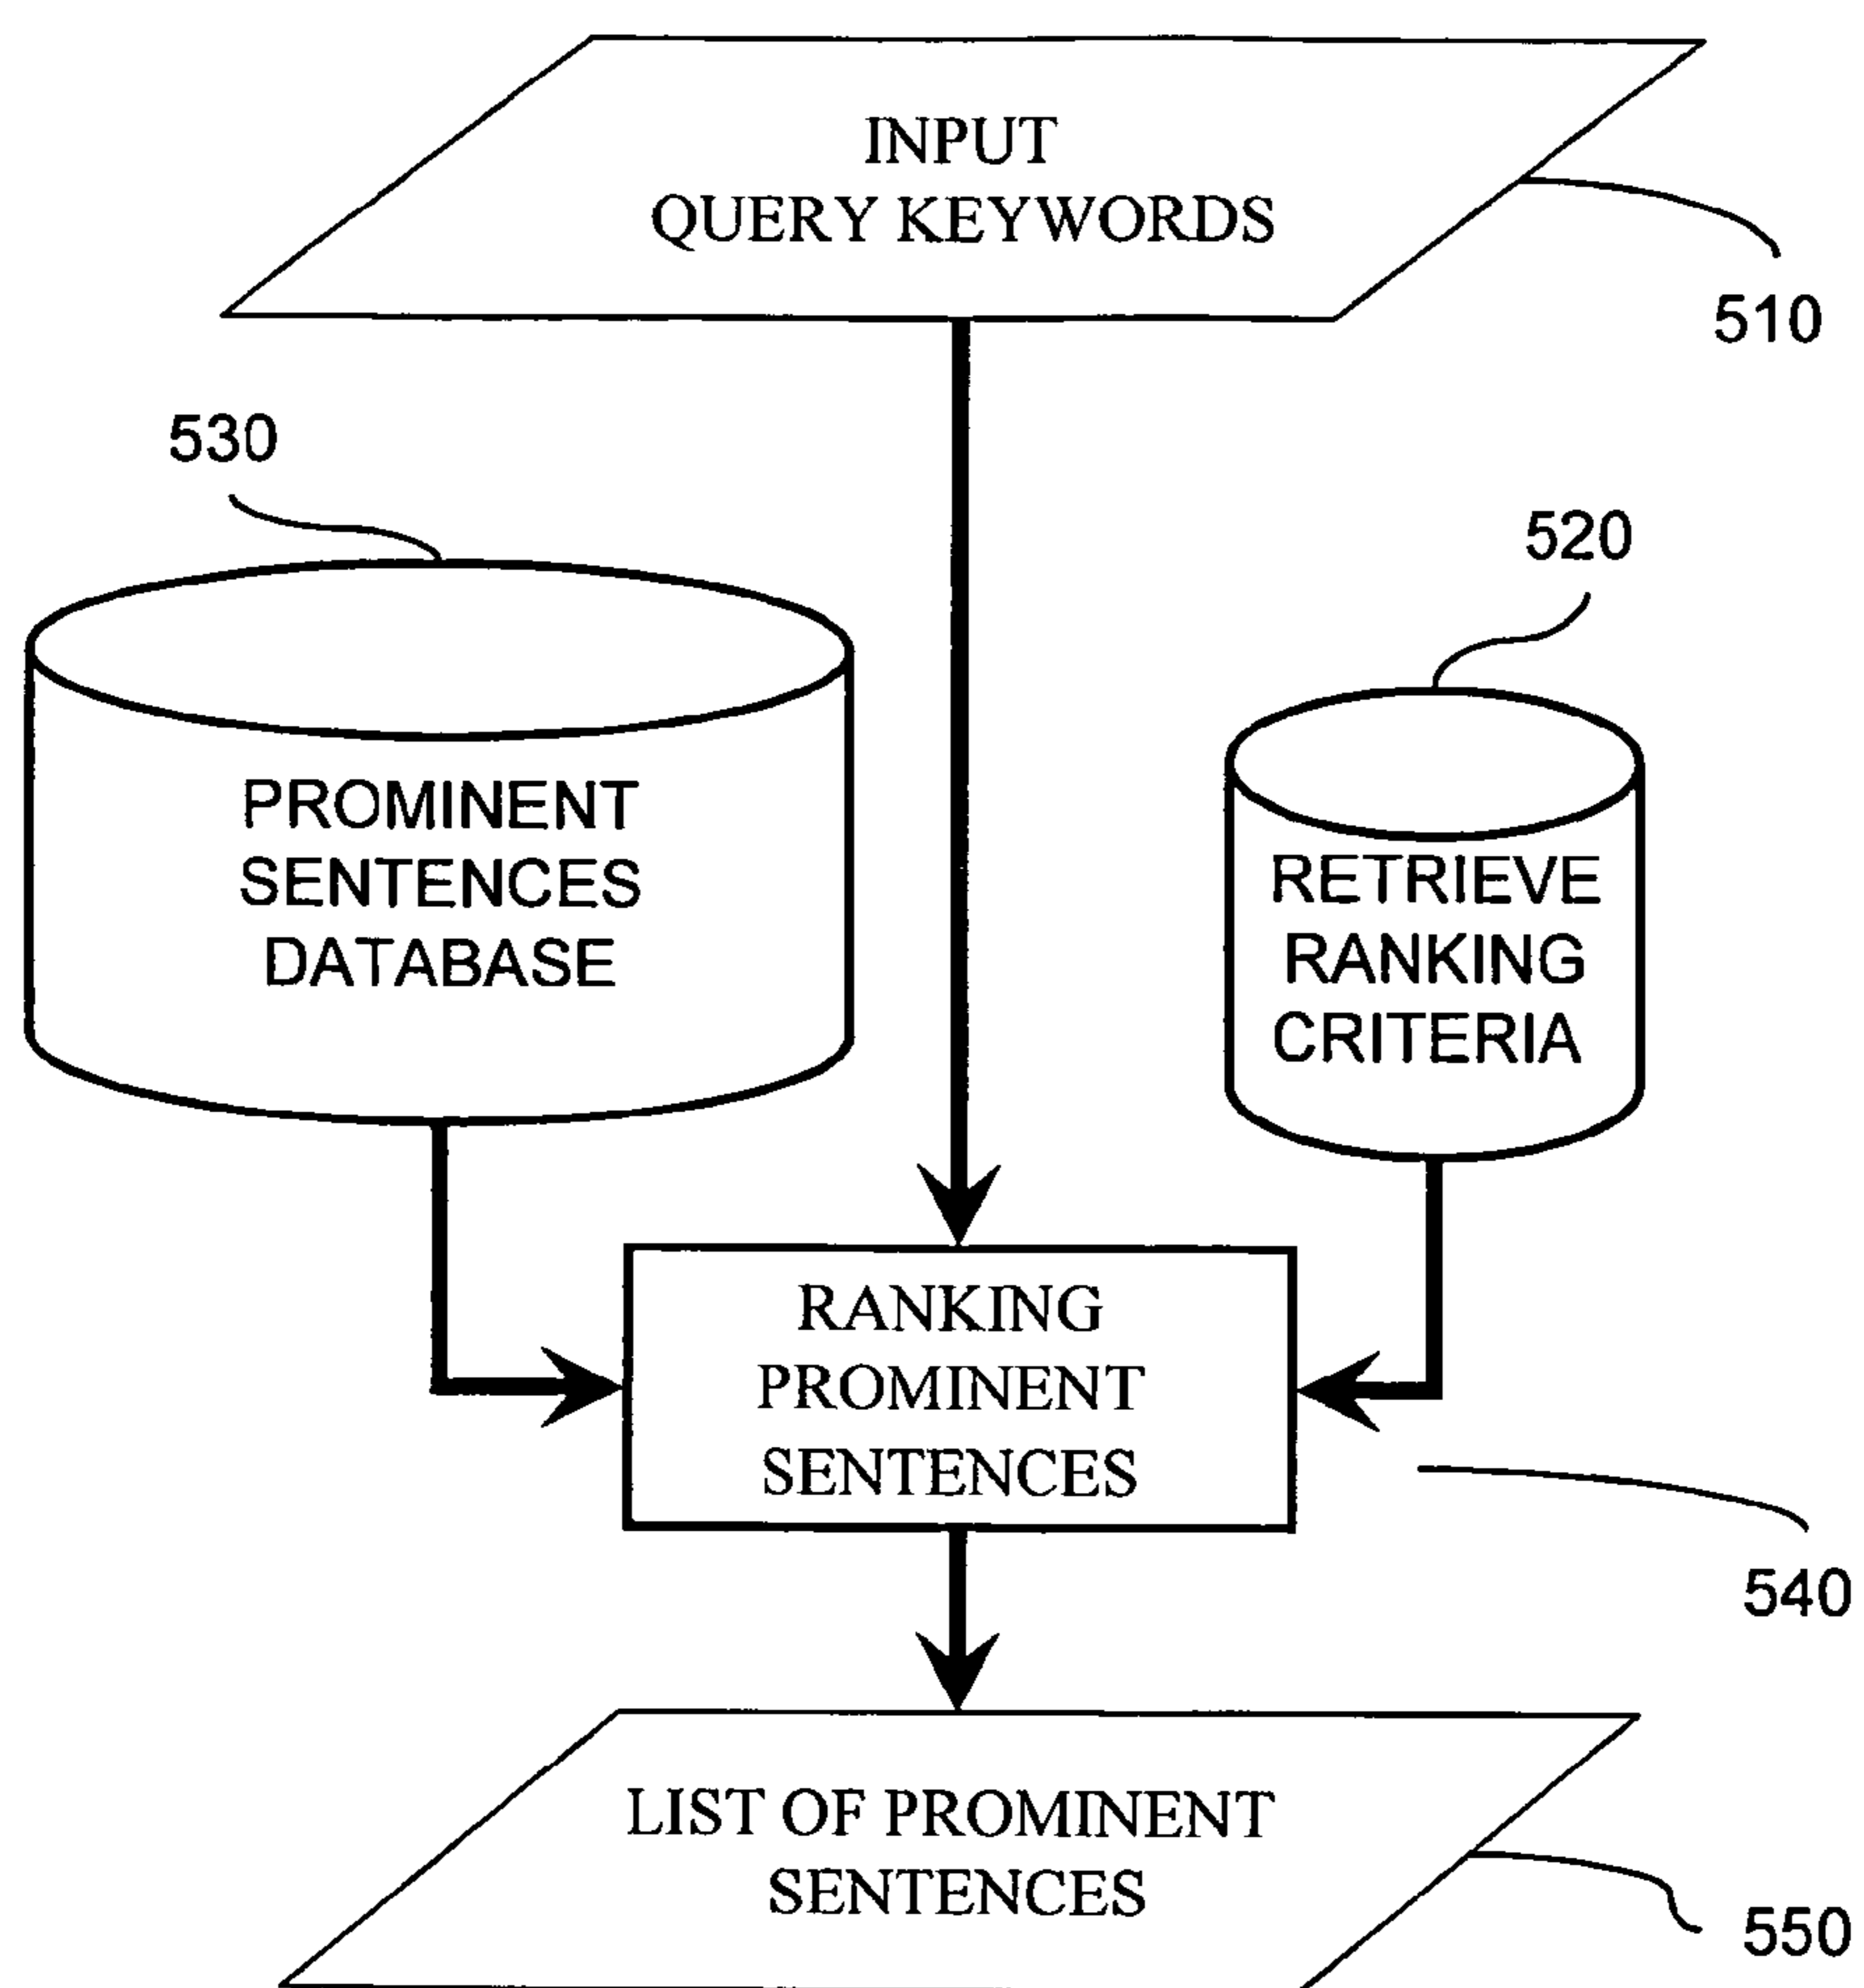 INPUT
QUERY KEYWORDS
510
530
520
PROMINENT
SENTENCES
DATABASE
RETRIEVE
RANKING
CRITERIA
RANKING
PROMINENT
SENTENCES
540
LIST OF PROMINENT
SENTENCES
550